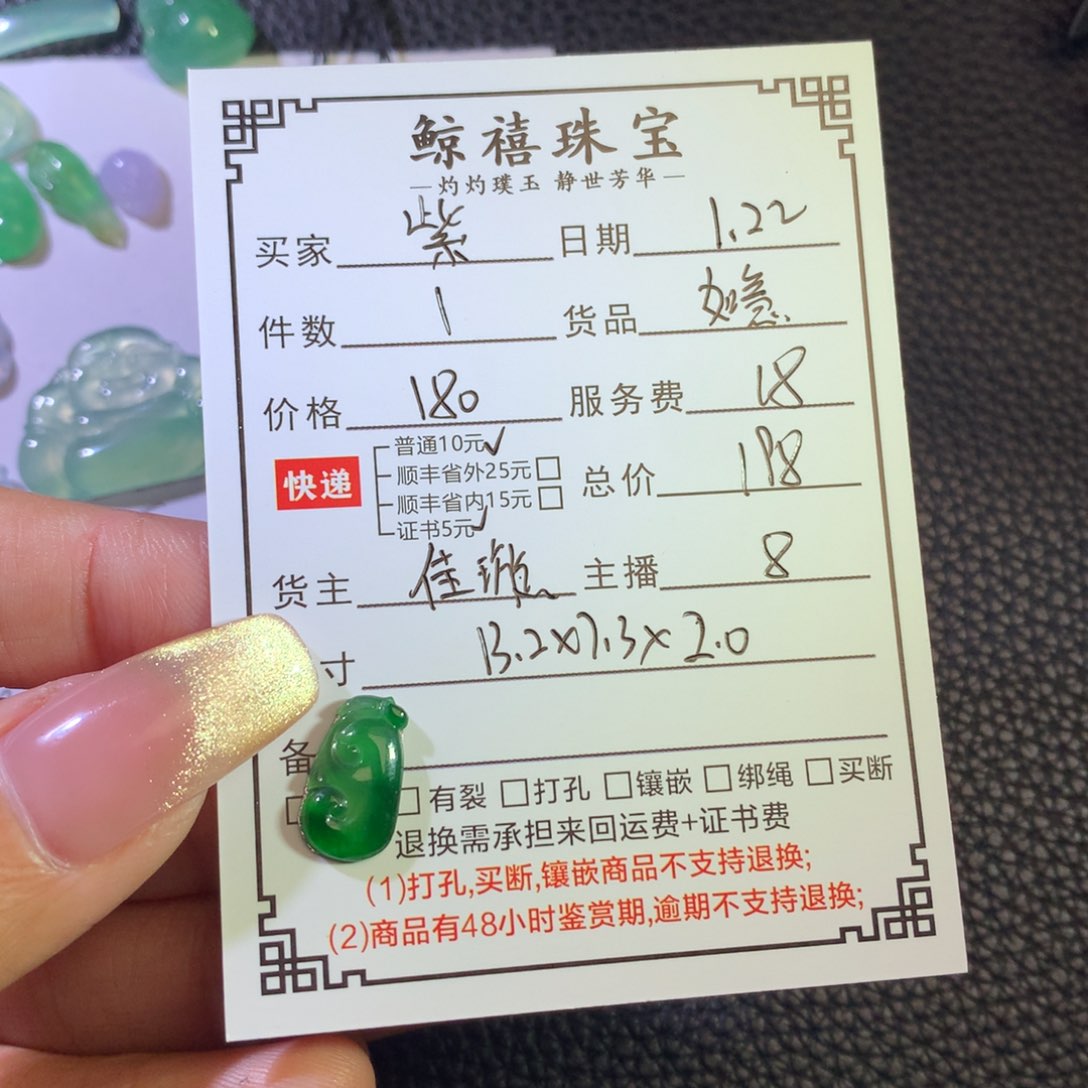 鲸禧珠宝
—灼灼璞玉 静世芳华—
买家 紫 日期 1.22
件数 1 货品 如意
价格 180 服务费 18
快递 普通10元✓
顺丰省外25元□ 总价 198
顺丰省内15元□
证书5元✓
货主 佳璇 主播 8
寸 13.2x7.3x2.0
备
□有裂 □打孔 □镶嵌 □绑绳 □买断
退换需承担来回运费+证书费
(1)打孔,买断,镶嵌商品不支持退换;
(2)商品有48小时鉴赏期,逾期不支持退换;